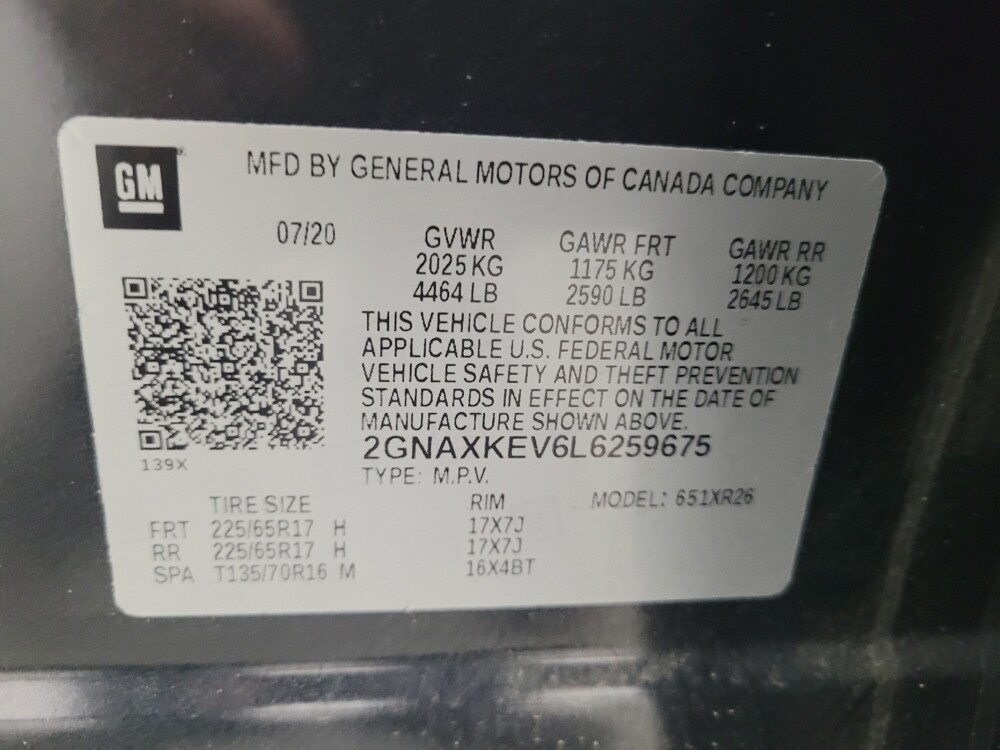 GM
MFD BY GENERAL MOTORS OF CANADA COMPANY
07/20 GVWR GAWR FRT GAWR RR
2025 KG 1175 KG 1200 KG
4464 LB 2590 LB 2645 LB
THIS VEHICLE CONFORMS TO ALL
APPLICABLE U.S. FEDERAL MOTOR
VEHICLE SAFETY AND THEFT PREVENTION
STANDARDS IN EFFECT ON THE DATE OF
MANUFACTURE SHOWN ABOVE.
2GNAXKEV6L6259675
139X
TYPE: M.P.V.
TIRE SIZE RIM MODEL: 651XR26
FRT 225/65R17 H 17X7J
RR 225/65R17 H 17X7J
SPA T135/70R16 M 16X4BT